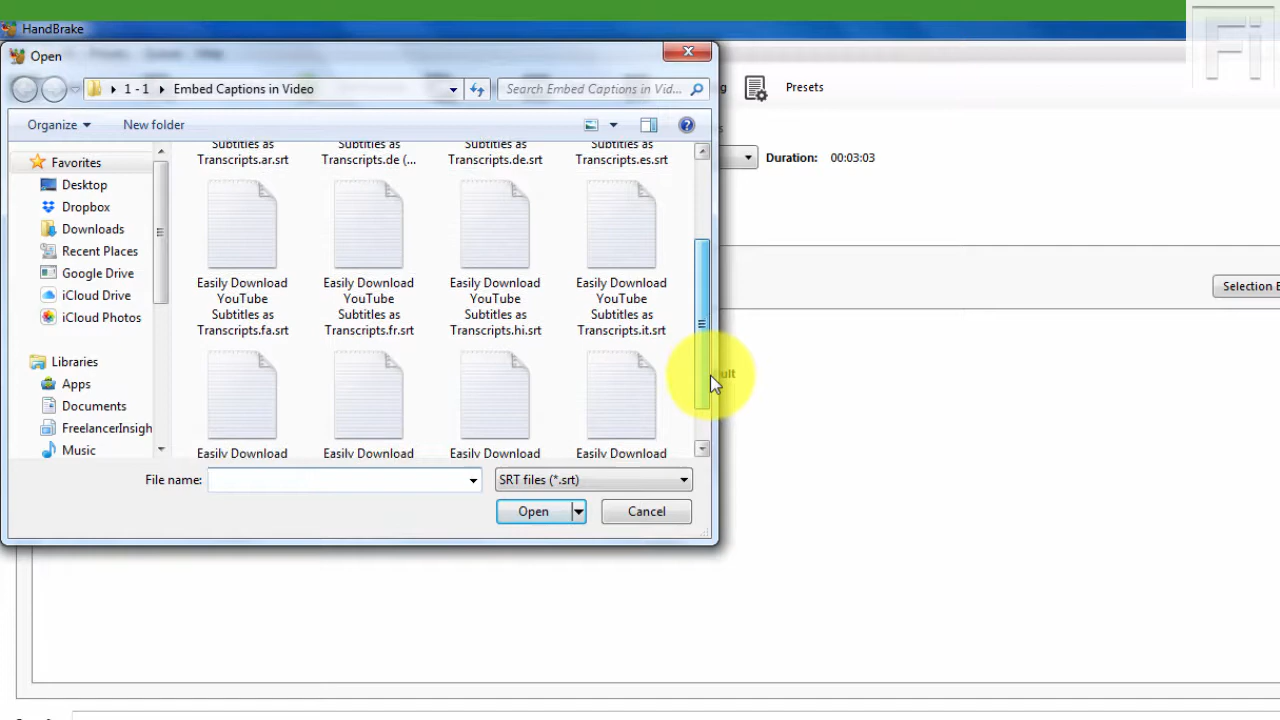 HandBrake
Open
1 - 1 Embed Captions in Video
Search Embed Captions in Vid...
Presets
Organize
New folder
Duration: 00:03:03
Favorites
Desktop
Dropbox
Downloads
Recent Places
Google Drive
iCloud Drive
iCloud Photos
Libraries
Apps
Documents
FreelancerInsigh
Music
Subtitles as
Transcripts.ar.srt
Subtitles as
Transcripts.de (...
Subtitles as
Transcripts.de.srt
Subtitles as
Transcripts.es.srt
Easily Download
YouTube
Subtitles as
Transcripts.fa.srt
Easily Download
YouTube
Subtitles as
Transcripts.fr.srt
Easily Download
YouTube
Subtitles as
Transcripts.hi.srt
Easily Download
YouTube
Subtitles as
Transcripts.it.srt
Easily Download
Easily Download
Easily Download
Easily Download
Selection B
ult
File name:
SRT files (*.srt)
Open
Cancel
Fi